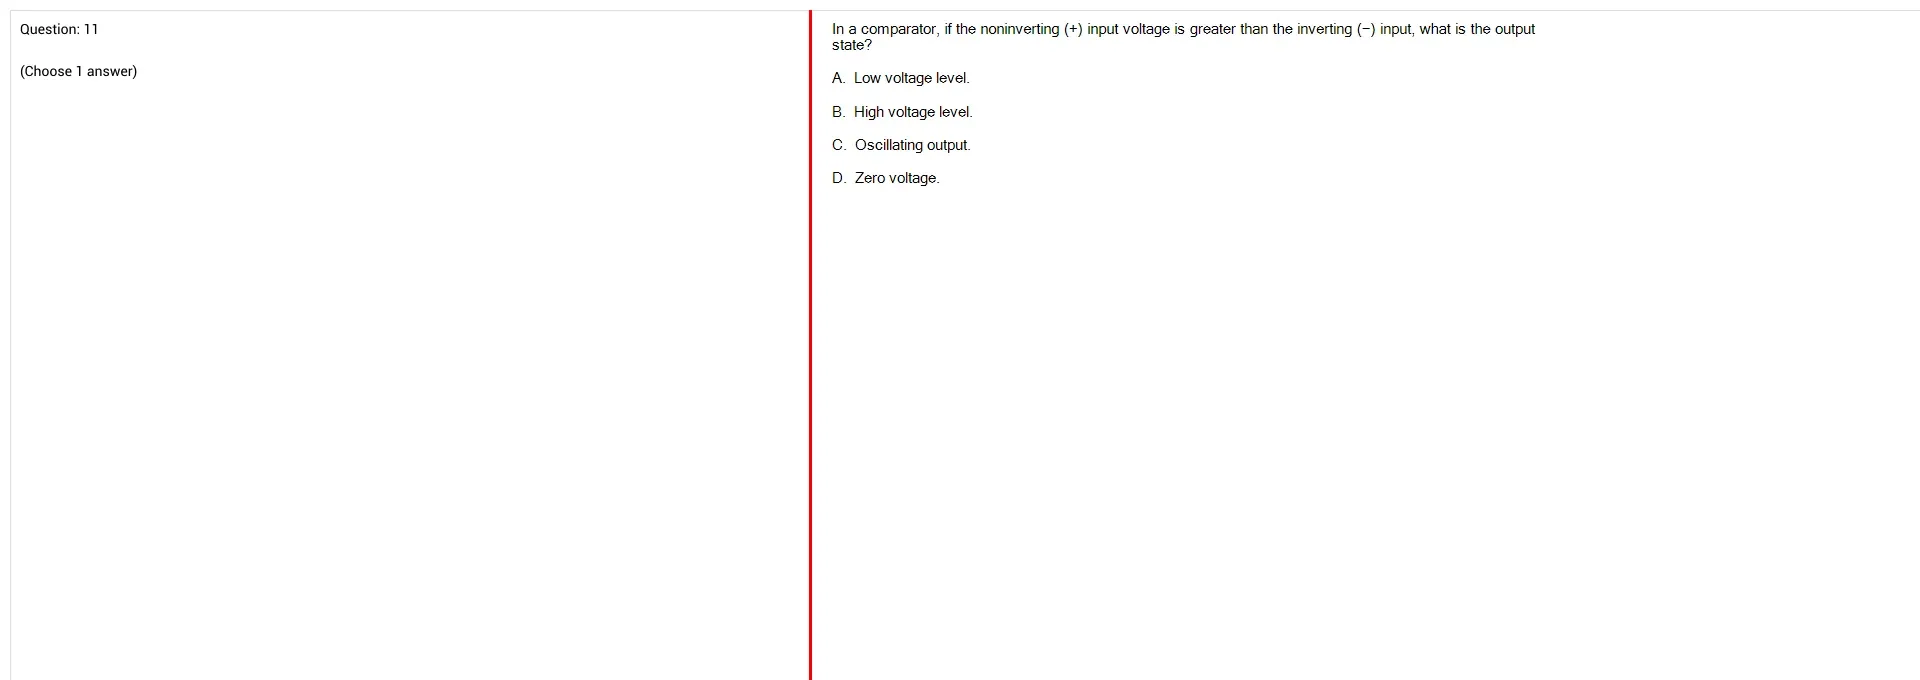 Question: 11
(Choose 1 answer)
In a comparator, if the noninverting (+) input voltage is greater than the inverting (−) input, what is the output
state?
A. Low voltage level.
B. High voltage level.
C. Oscillating output.
D. Zero voltage.